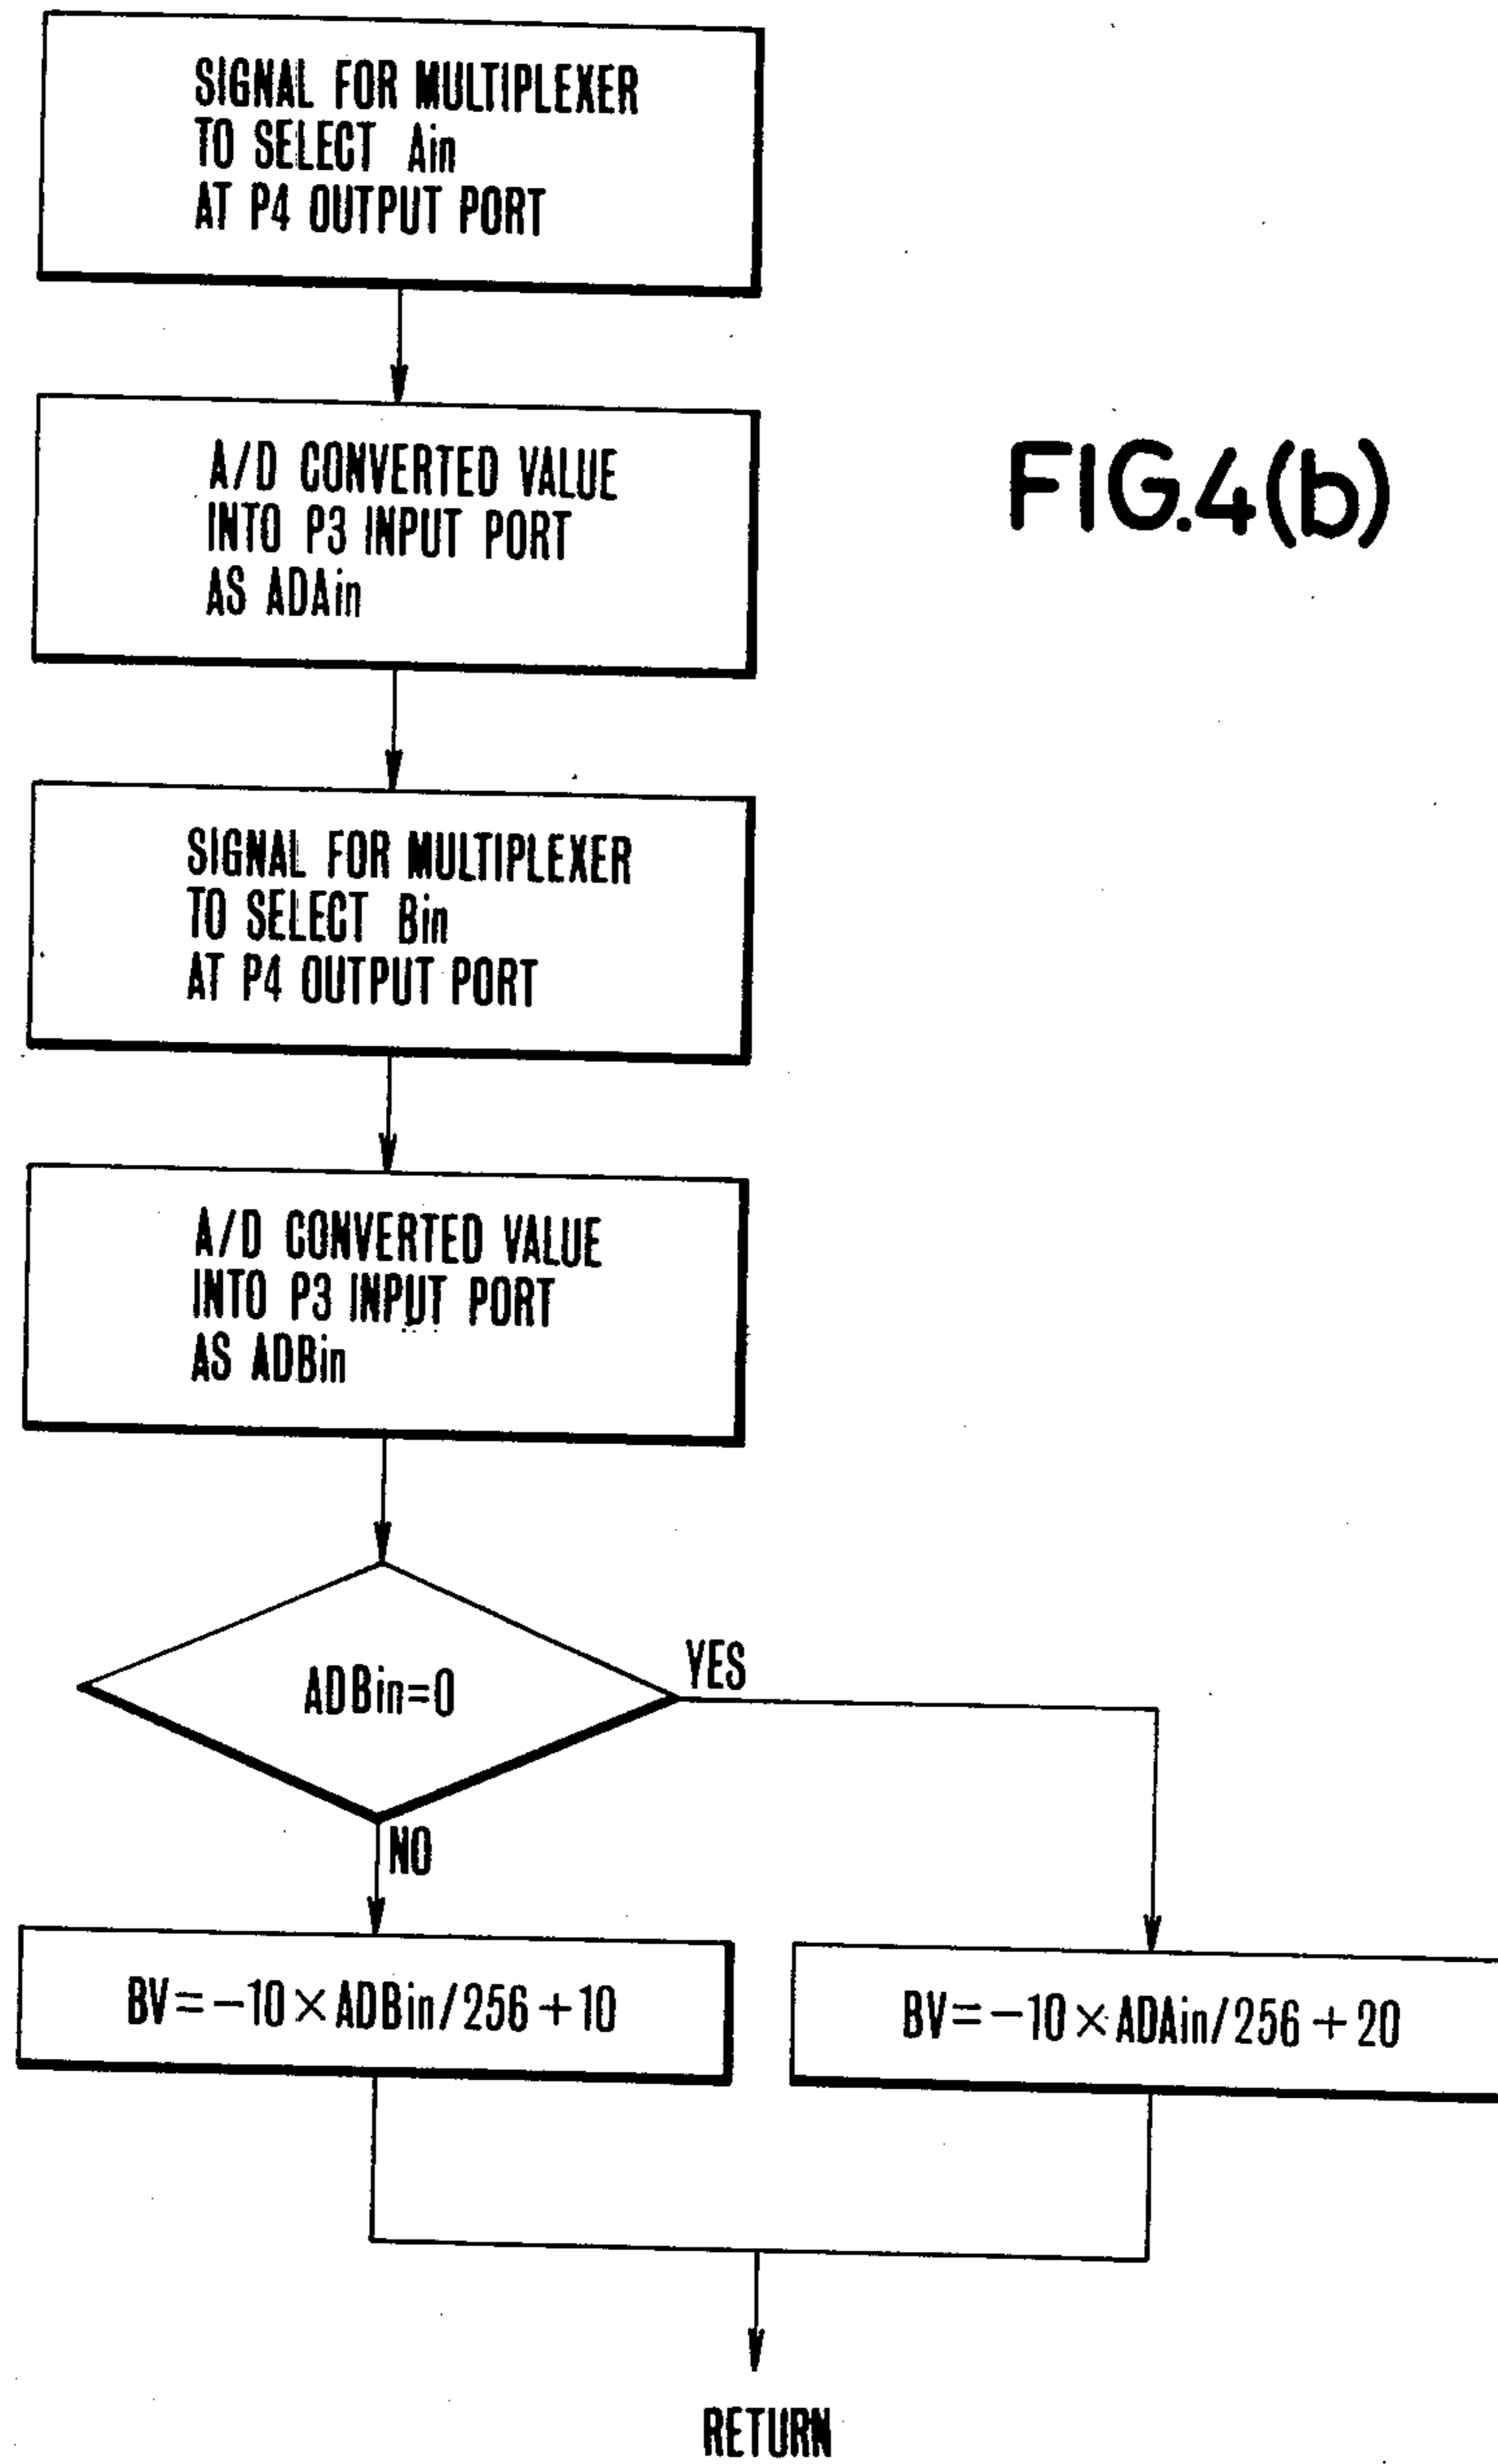 SIGNAL FOR MULTIPLEXER
TO SELECT Ain
AT P4 OUTPUT PORT
A/D CONVERTED VALUE
INTO P3 INPUT PORT
AS ADAin
FIG.4(b)
SIGNAL FOR MULTIPLEXER
TO SELECT Bin
AT P4 OUTPUT PORT
A/D CONVERTED VALUE
INTO P3 INPUT PORT
AS ADBin
ADBin=0
YES
NO
BV=-10×ADBin/256+10
BV=-10×ADAin/256+20
RETURN